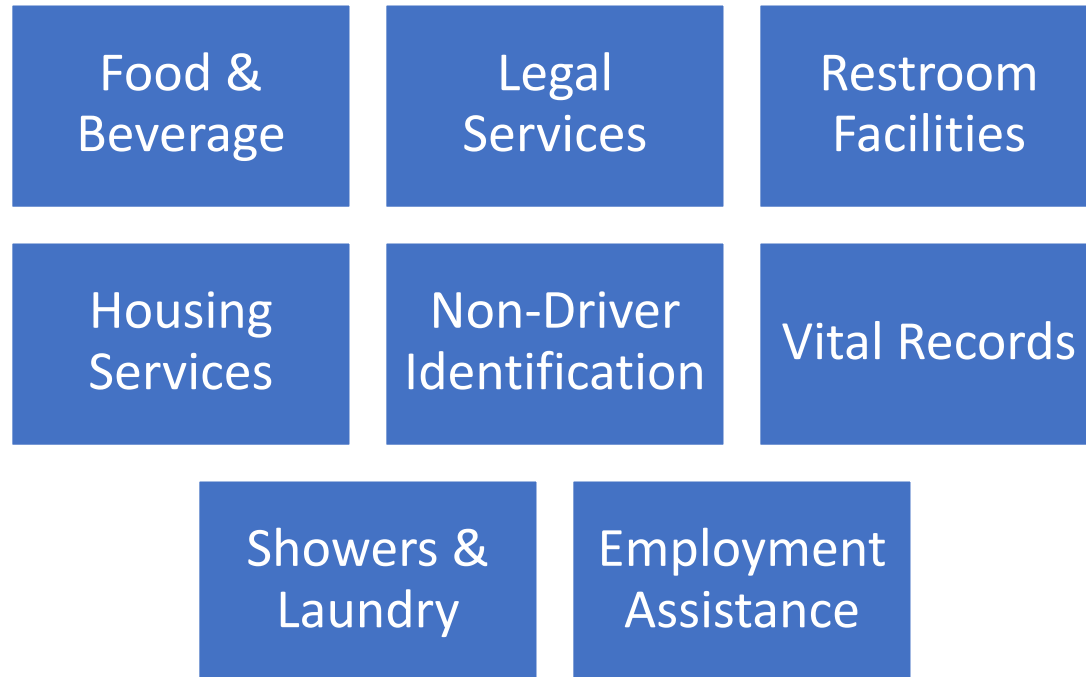 Food &
Beverage
Legal
Services
Restroom
Facilities
Housing
Services
Non-Driver
Identification
Vital Records
Showers &
Laundry
Employment
Assistance